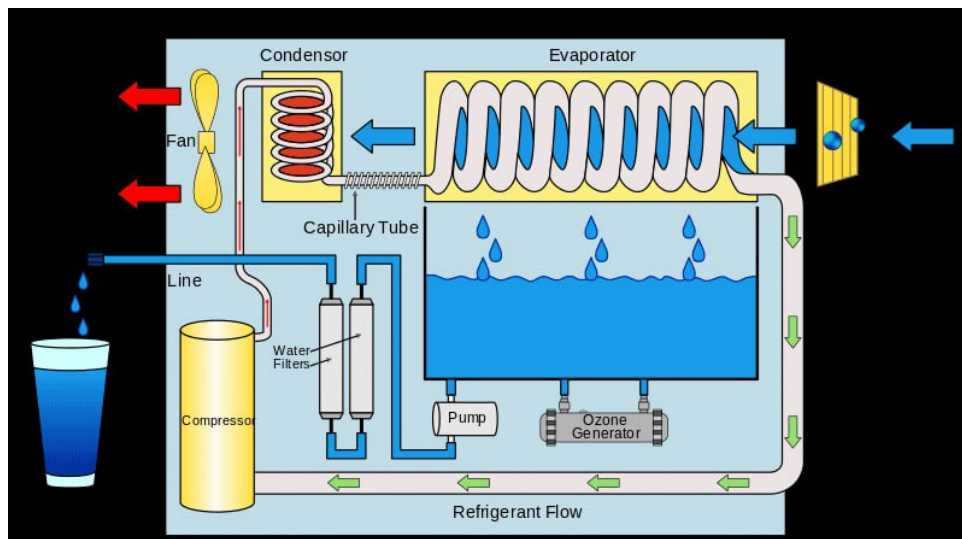 Condensor
Evaporator
Fan
Capillary Tube
Line
Water
Filters
Compressor
Pump
Ozone
Generator
Refrigerant Flow